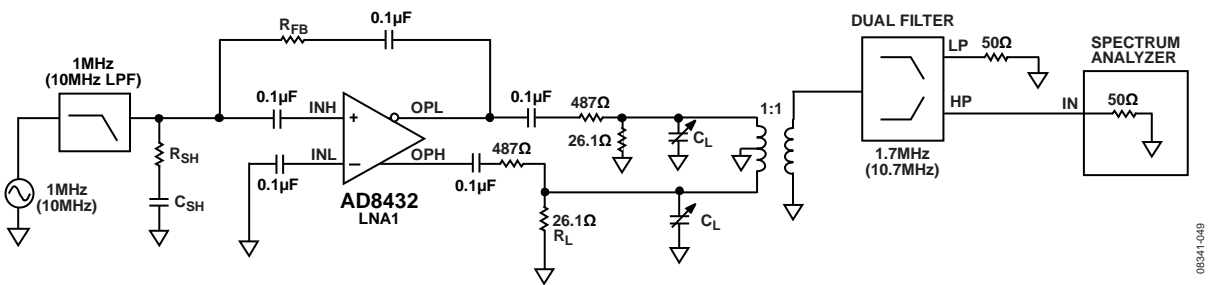 1MHz
(10MHz LPF)
1MHz
(10MHz)
RSH
CSH
RFB
0.1µF
0.1µF
INH
INL
0.1µF
+
–
OPL
OPH
AD8432
LNA1
0.1µF
487Ω
0.1µF
487Ω
26.1Ω
CL
26.1Ω
RL
CL
1:1
DUAL FILTER
1.7MHz
(10.7MHz)
LP
50Ω
HP
SPECTRUM
ANALYZER
IN
50Ω
08341-049